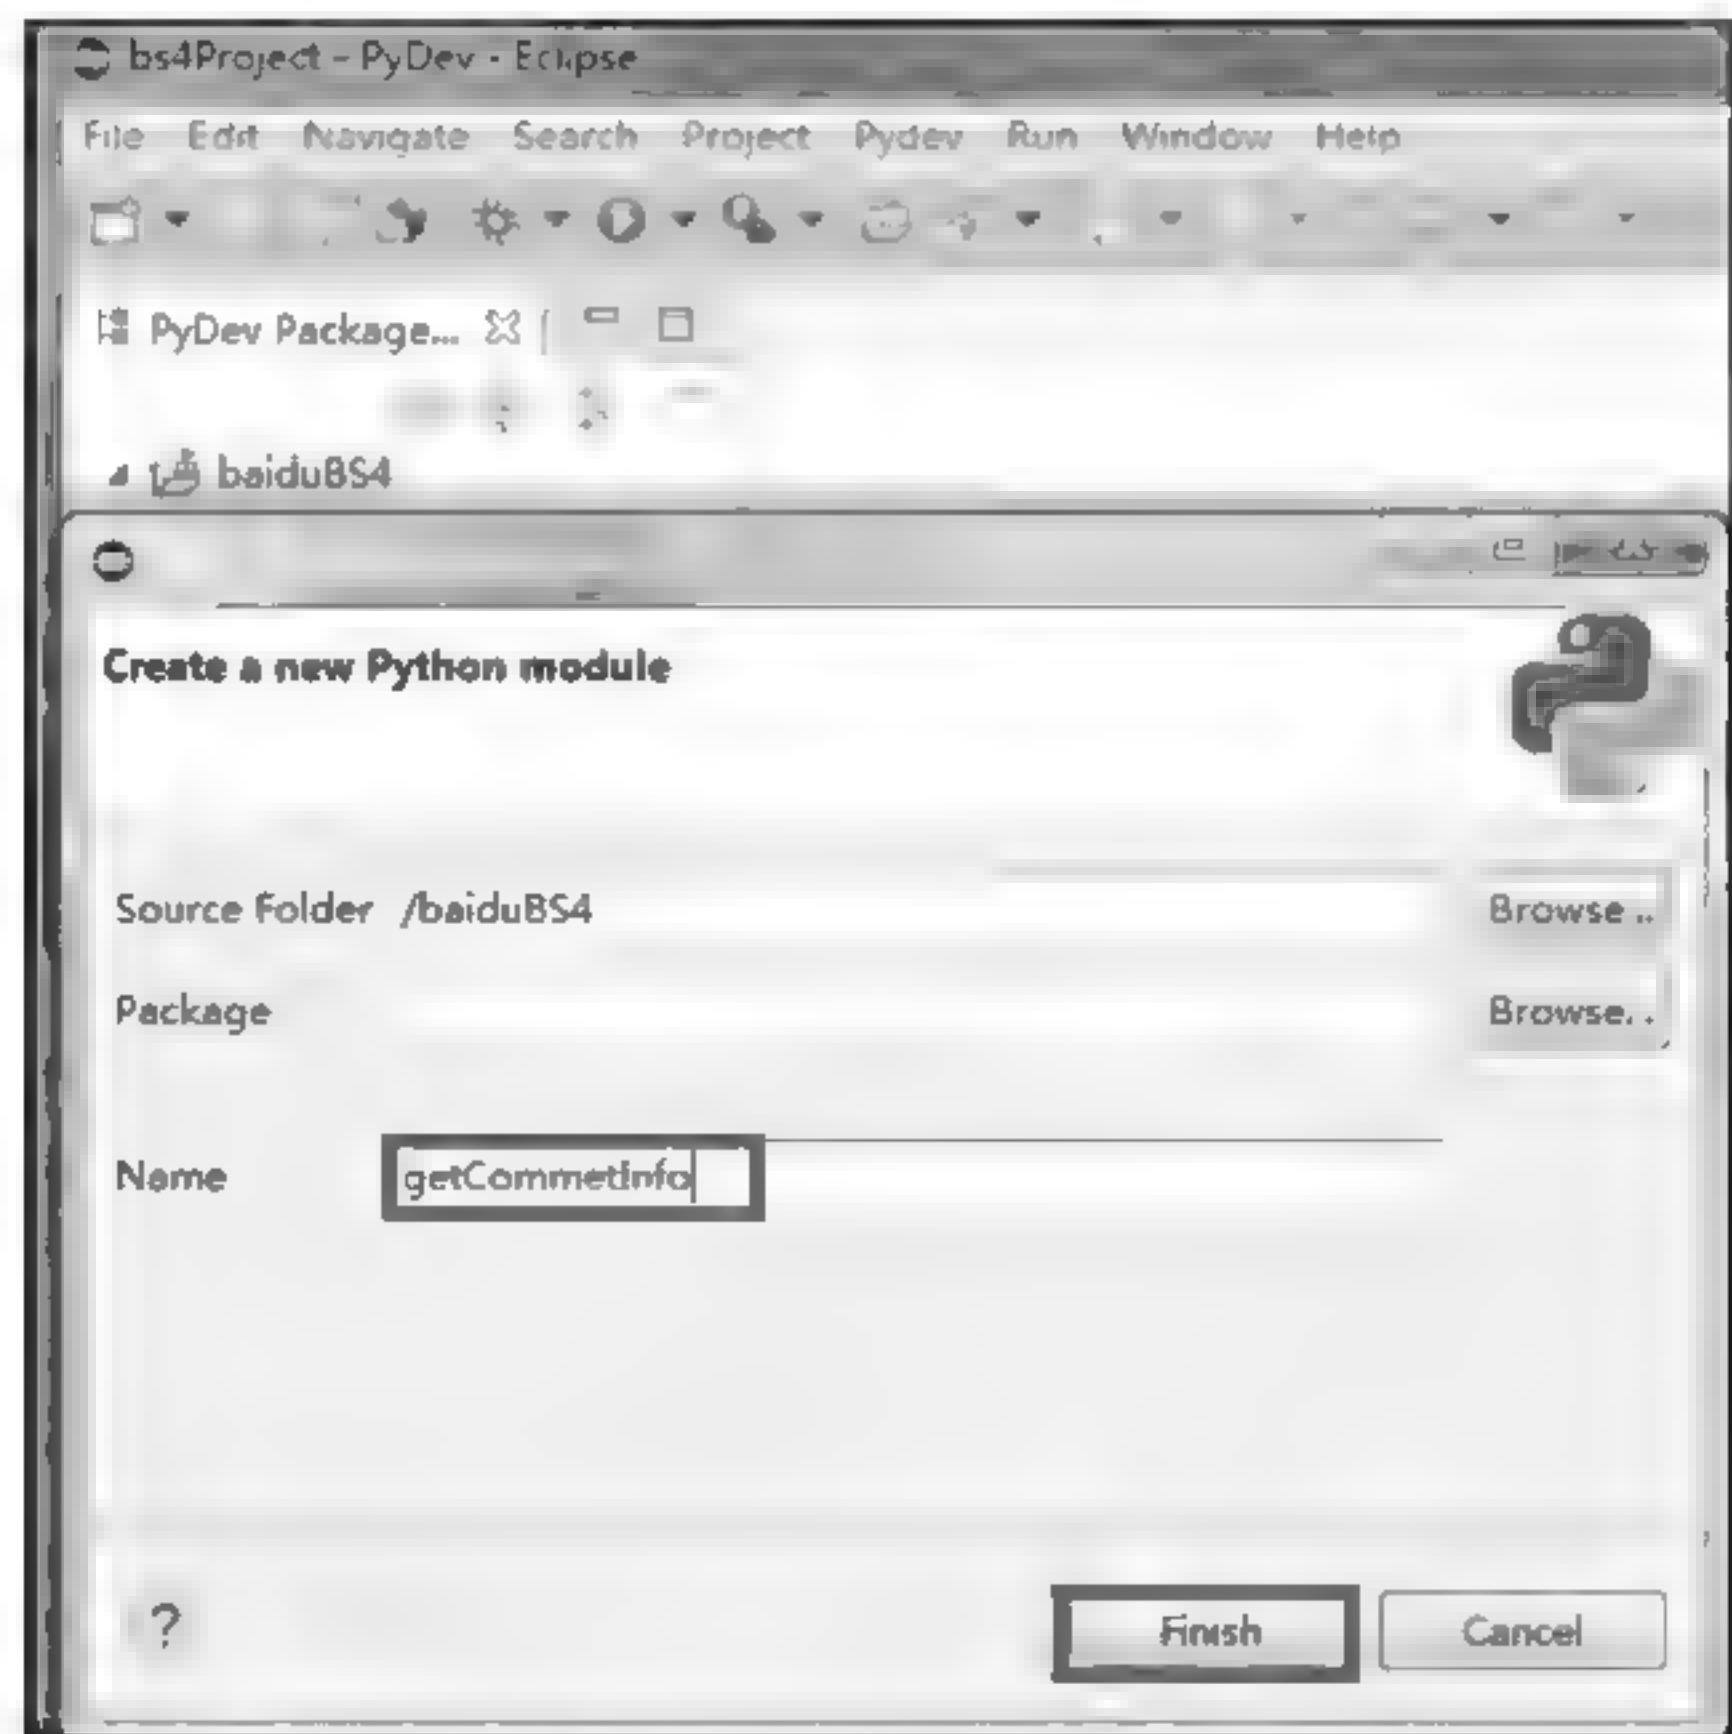 bs4Project - PyDev - Eclipse
File Edit Navigate Search Project Pydev Run Window Help
PyDev Package...
baiduBS4
Create a new Python module
Source Folder /baiduBS4 Browse...
Package Browse...
Name getCommetInfo
? Finish Cancel